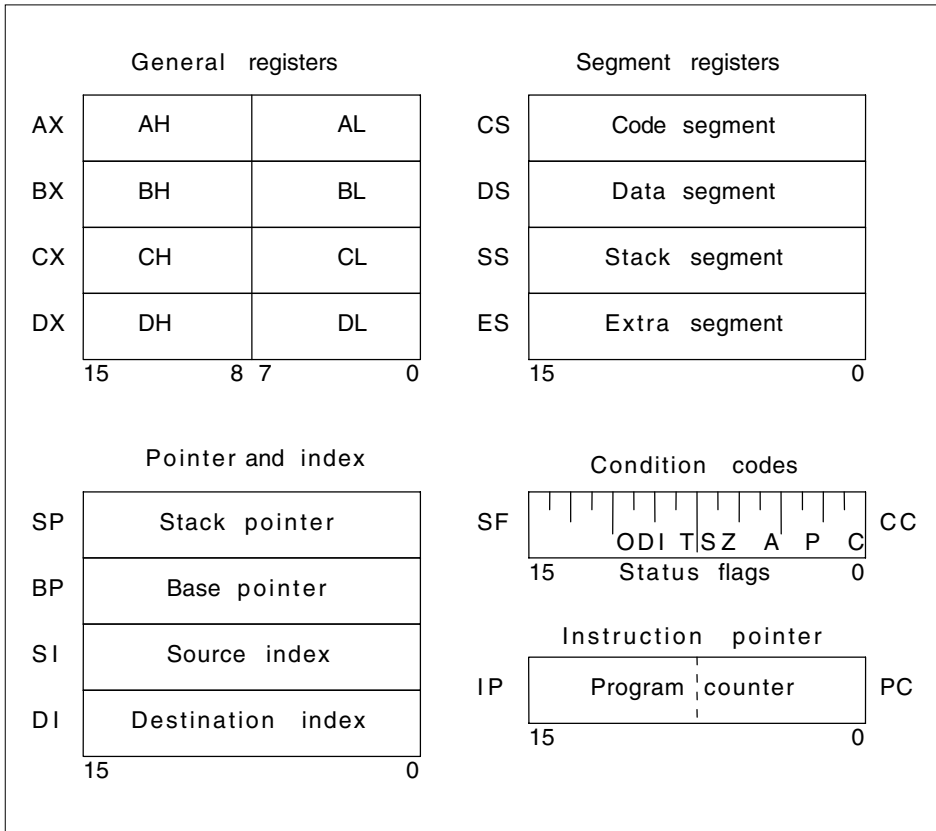 General registers
AX AH AL
BX BH BL
CX CH CL
DX DH DL
15 8 7 0
Segment registers
CS Code segment
DS Data segment
SS Stack segment
ES Extra segment
15 0
Pointer and index
SP Stack pointer
BP Base pointer
SI Source index
DI Destination index
15 0
Condition codes
SF O D I T S Z A P C CC
15 Status flags 0
Instruction pointer
IP Program counter PC
15 0